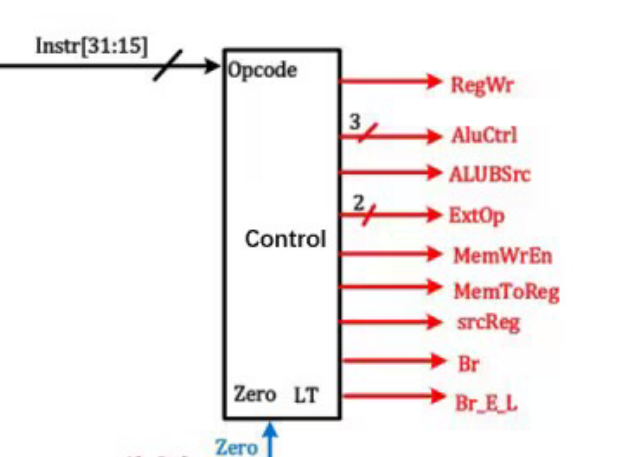 Instr[31:15]
Opcode
RegWr
3
AluCtrl
ALUBSrc
2
ExtOp
Control
MemWrEn
MemToReg
srcReg
Br
Zero LT
Br_E_L
Zero